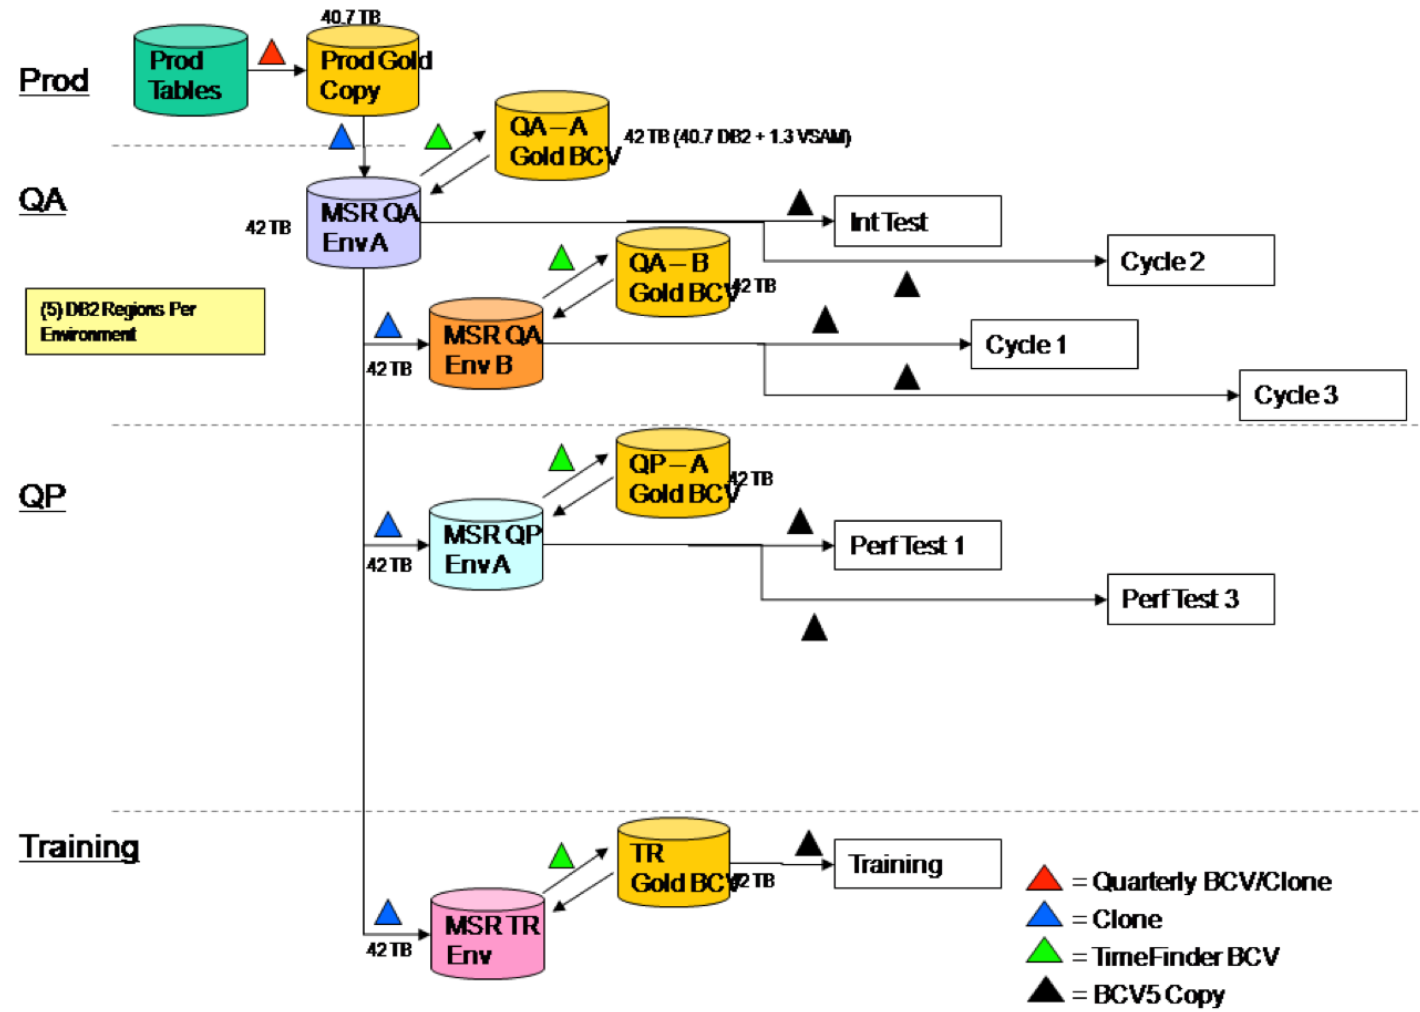 40.7 TB
Prod
Prod
Tables
Prod Gold
Copy
QA – A
Gold BCV
42 TB (40.7 DB2 + 1.3 VSAM)
QA
42 TB
MSR QA
Env A
Int Test
Cycle 2
QA – B
Gold BCV
42 TB
(5) DB2 Regions Per
Environment
42 TB
MSR QA
Env B
Cycle 1
Cycle 3
QP
QP – A
Gold BCV
42 TB
42 TB
MSR QP
Env A
Perf Test 1
Perf Test 3
Training
TR
Gold BCV
42 TB
Training
42 TB
MSR TR
Env
= Quarterly BCV/Clone
= Clone
= TimeFinder BCV
= BCV5 Copy